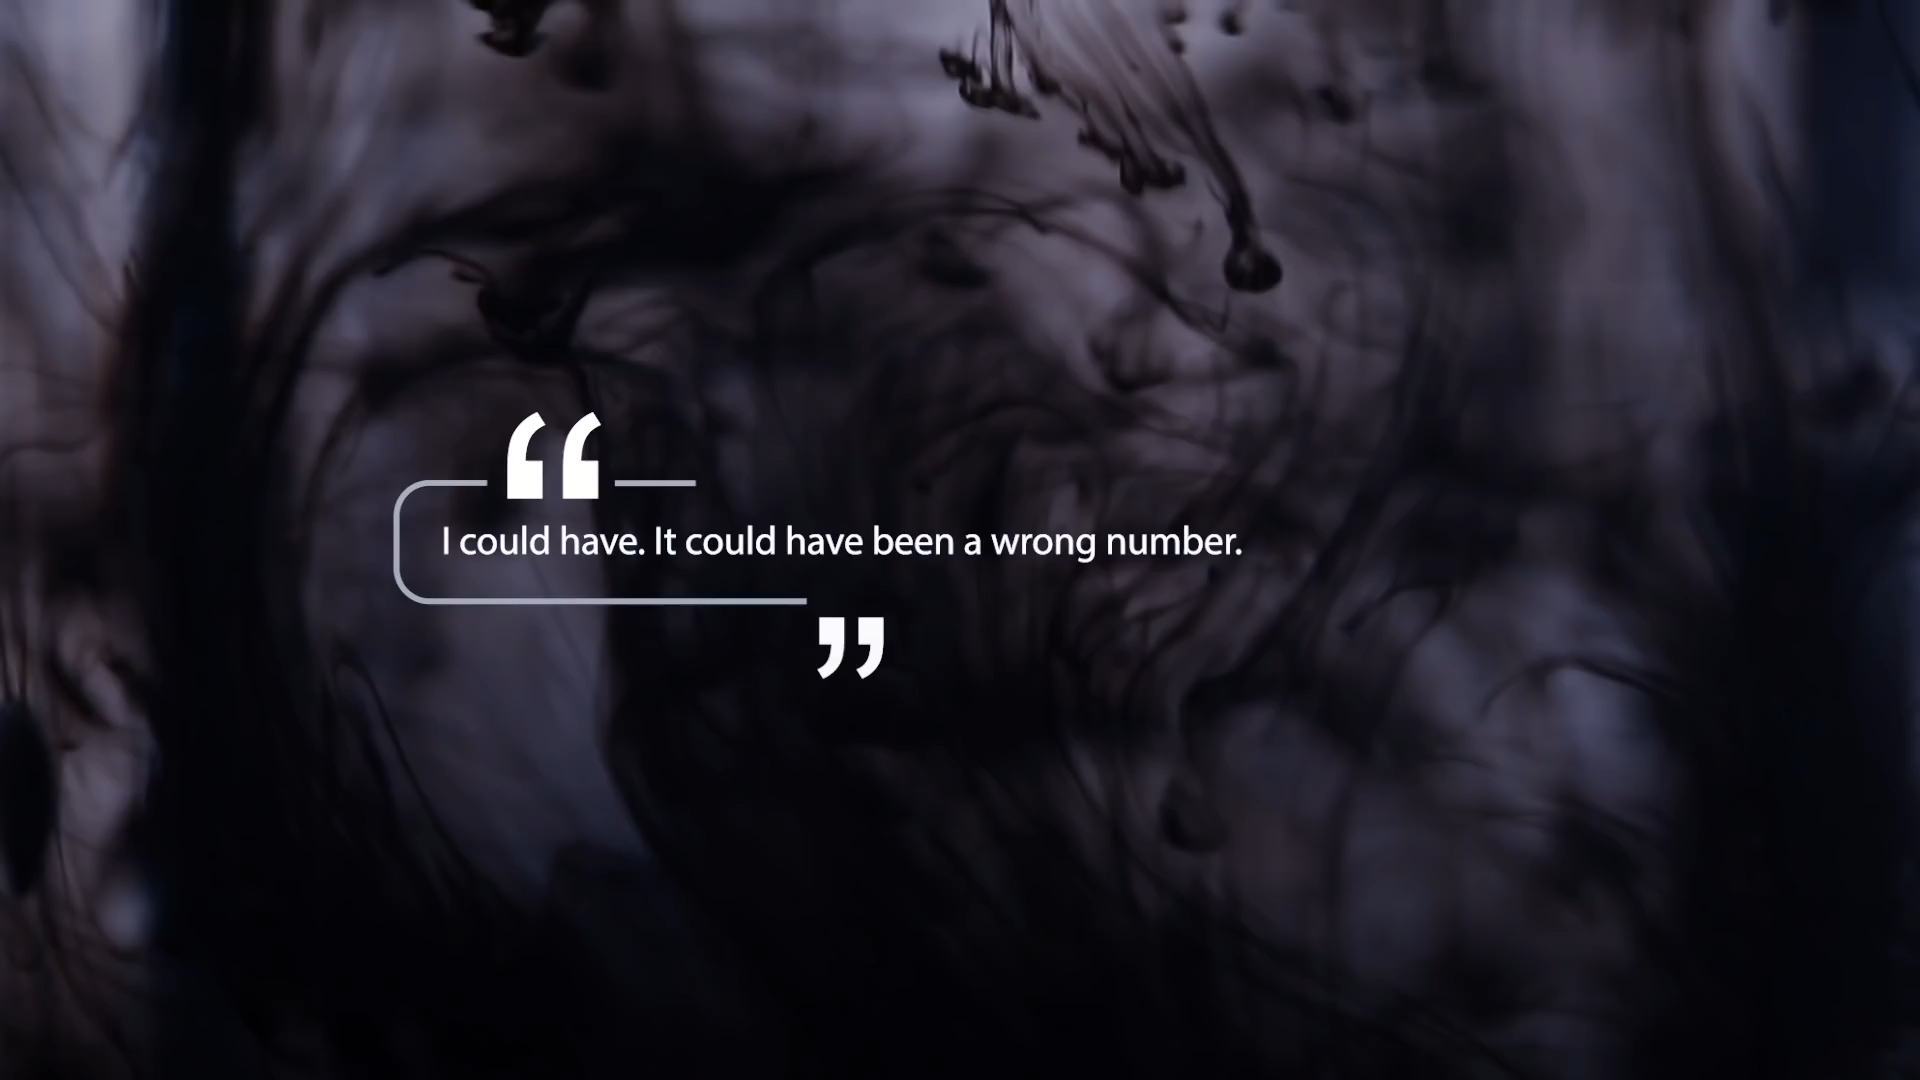 “
I could have. It could have been a wrong number.
”